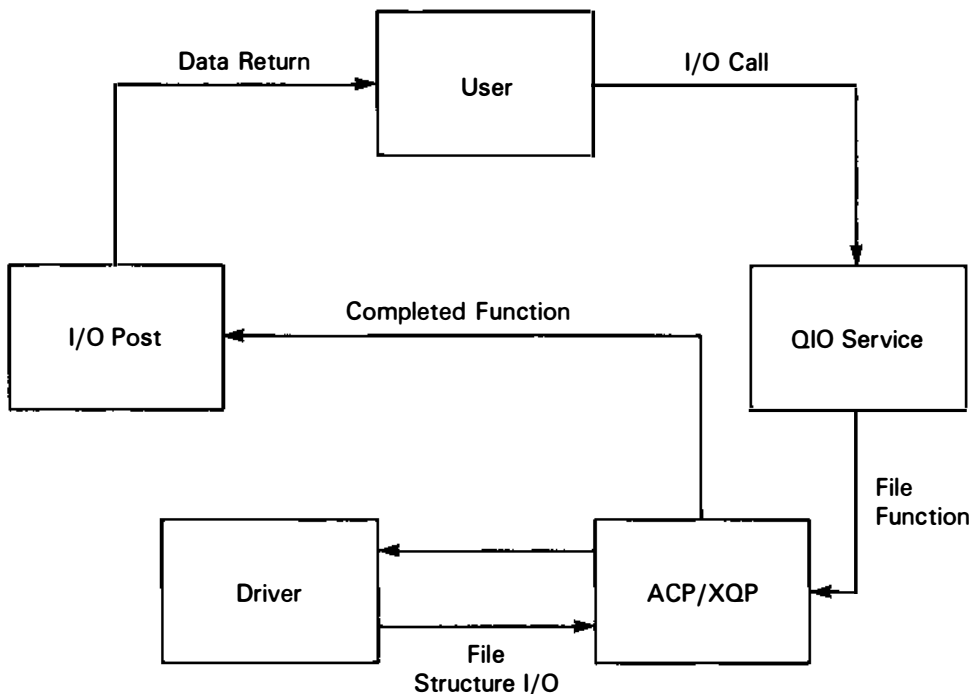 Data Return
User
I/O Call
I/O Post
Completed Function
QIO Service
File
Function
Driver
ACP/XQP
File
Structure I/O